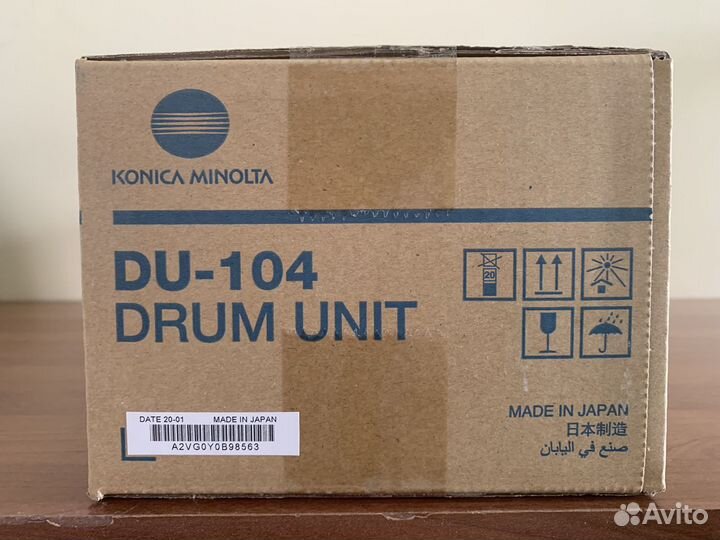 KONICA MINOLTA
DU-104
DRUM UNIT
20
MADE IN JAPAN
日本制造
صنع في اليابان
DATE 20-01 MADE IN JAPAN
A2VG0Y0B98563
Avito